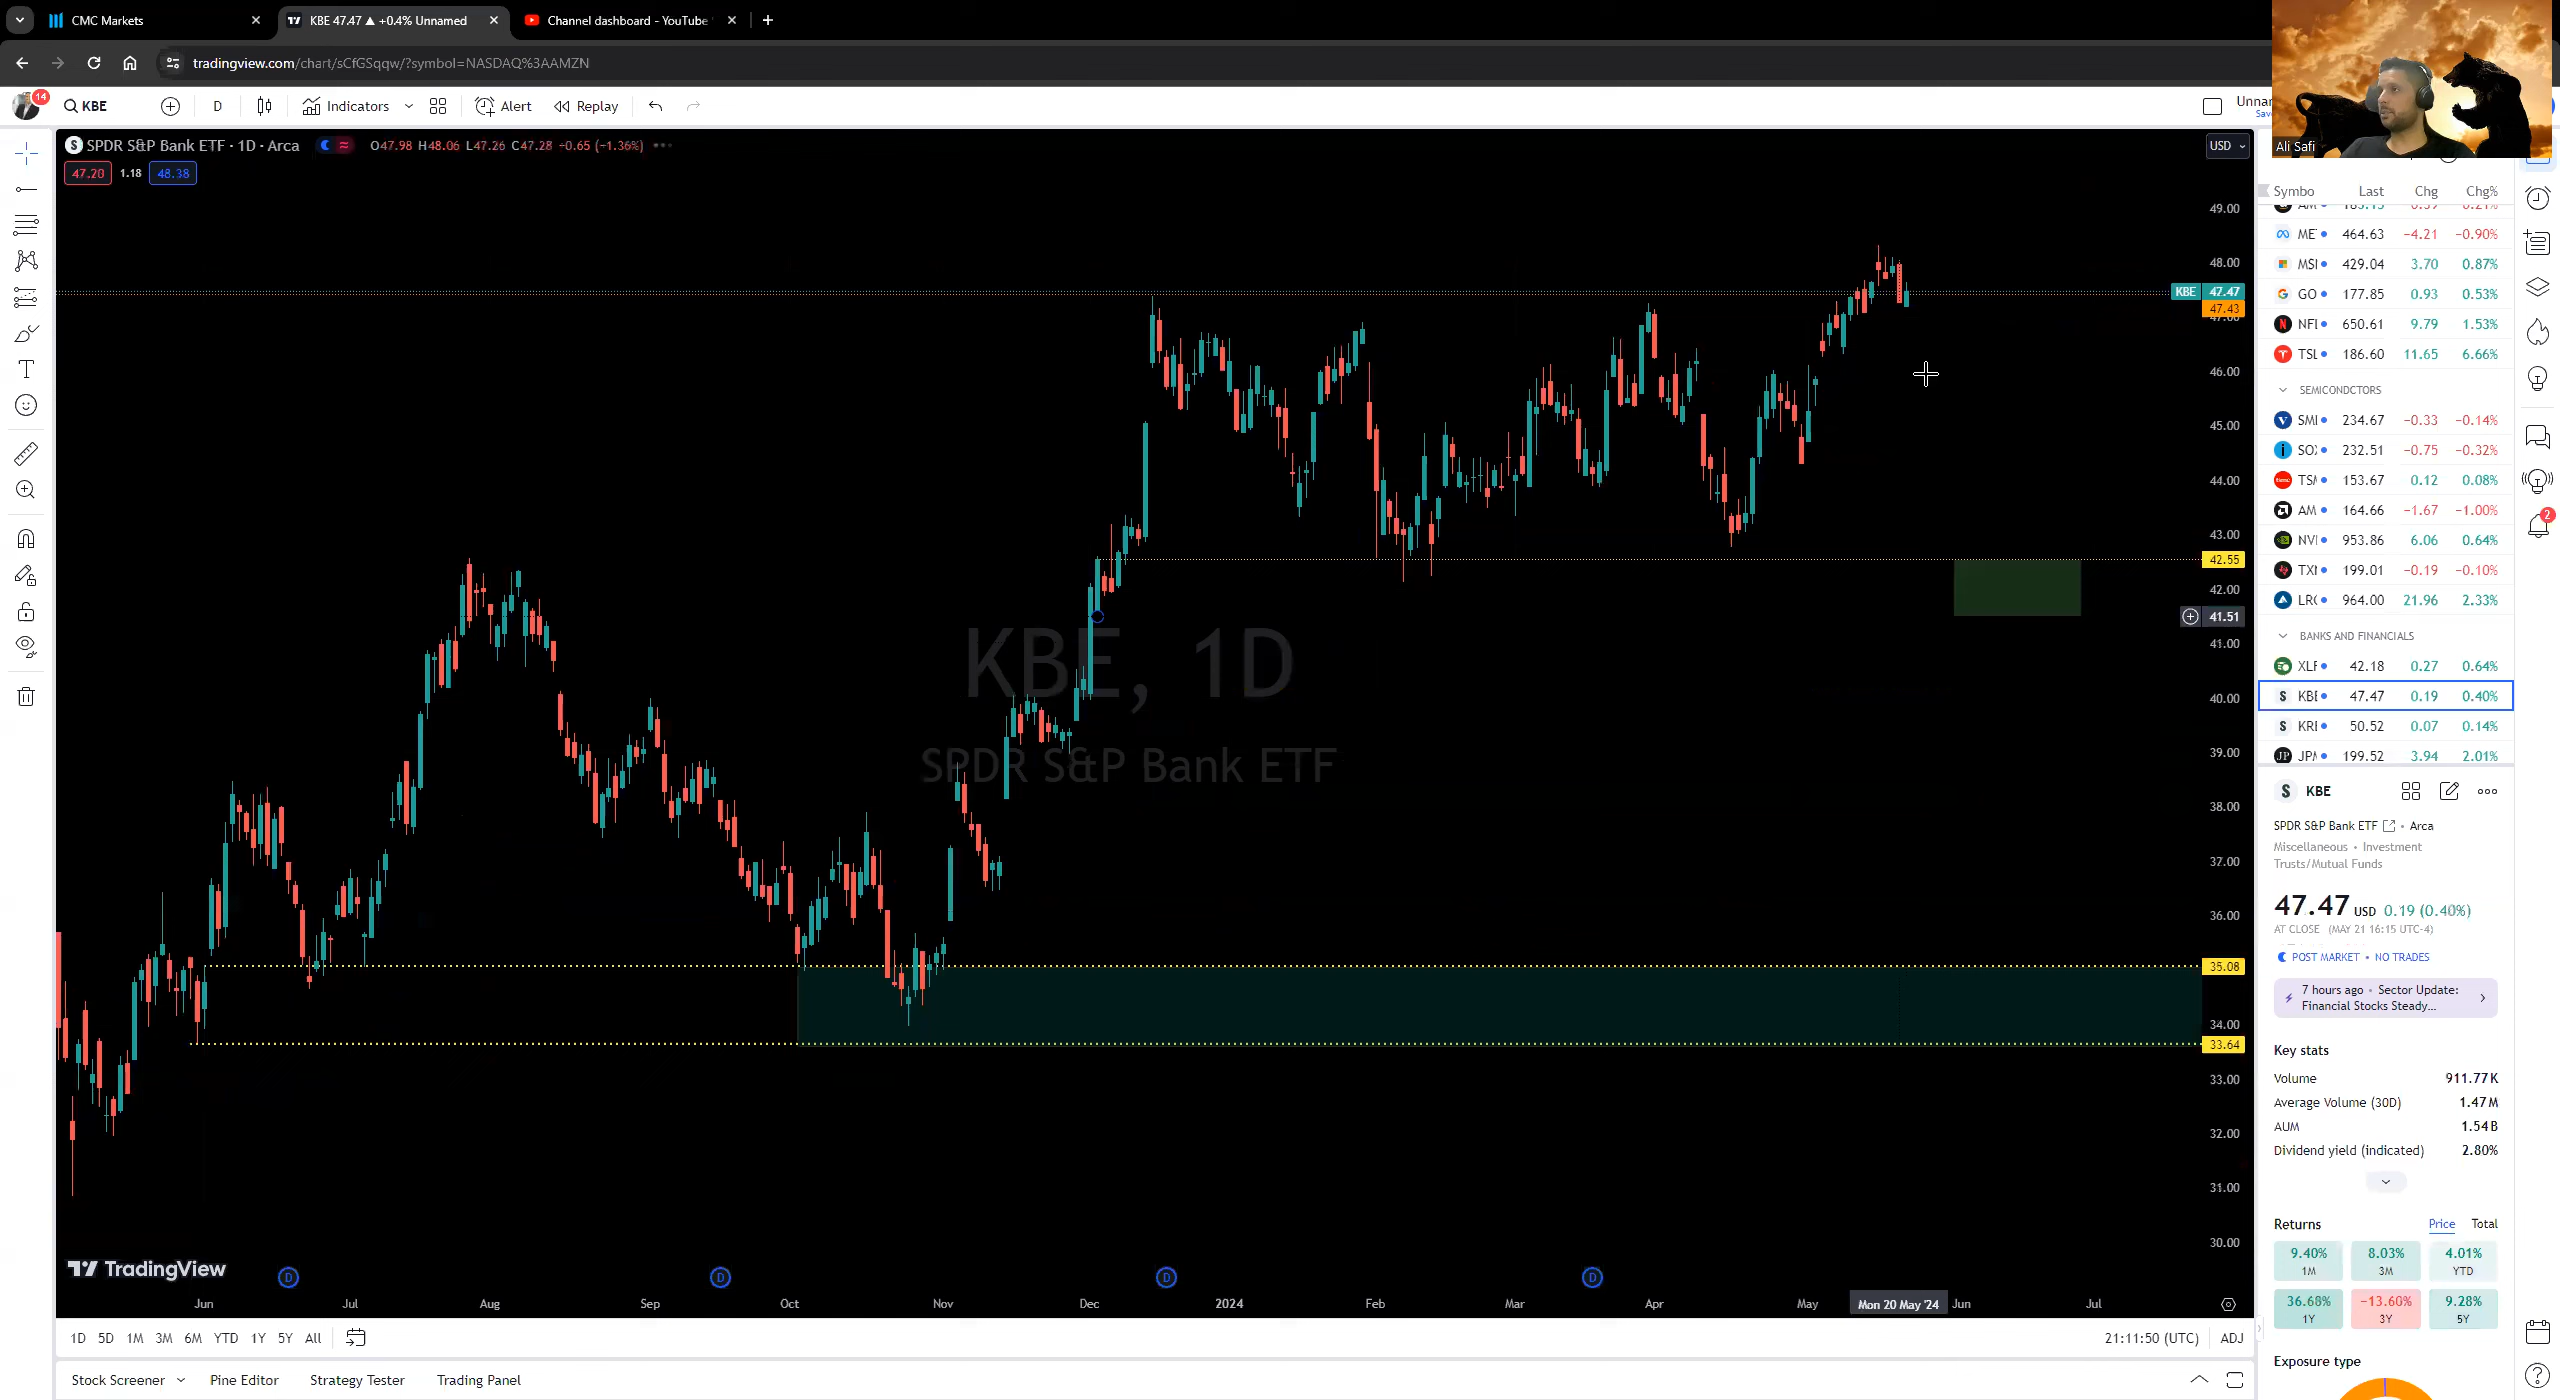 CMC Markets
KBE 47.47 ▲ +0.4% Unnamed
Channel dashboard - YouTube
tradingview.com/chart/sCfGSqqw/?symbol=NASDAQ%3AAMZN
14
KBE
D
Indicators
Alert
Replay
Ali Safi
SPDR S&P Bank ETF · 1D · Arca
O47.98 H48.06 L47.26 C47.28 −0.65 (−1.36%)
USD
47.20 1.18 48.38
49.00
48.00
KBE 47.47
47.43
46.00
45.00
44.00
43.00
42.55
42.00
41.51
41.00
40.00
39.00
38.00
37.00
36.00
35.08
34.00
33.64
33.00
32.00
31.00
30.00
KBE, 1D
SPDR S&P Bank ETF
TradingView
D D D D
Jun Jul Aug Sep Oct Nov Dec 2024 Feb Mar Apr May Mon 20 May '24 Jun Jul
1D 5D 1M 3M 6M YTD 1Y 5Y All
21:11:50 (UTC) ADJ
Stock Screener Pine Editor Strategy Tester Trading Panel
Symbo Last Chg Chg%
ME 464.63 −4.21 −0.90%
MSI 429.04 3.70 0.87%
GO 177.85 0.93 0.53%
NFI 650.61 9.79 1.53%
TSL 186.60 11.65 6.66%
SEMICONDCTORS
SMI 234.67 −0.33 −0.14%
SO 232.51 −0.75 −0.32%
TSM 153.67 0.12 0.08%
AM 164.66 −1.67 −1.00%
NVI 953.86 6.06 0.64%
TXI 199.01 −0.19 −0.10%
LRC 964.00 21.96 2.33%
BANKS AND FINANCIALS
XLF 42.18 0.27 0.64%
KBE 47.47 0.19 0.40%
KRI 50.52 0.07 0.14%
JPM 199.52 3.94 2.01%
KBE
SPDR S&P Bank ETF • Arca
Miscellaneous • Investment
Trusts/Mutual Funds
47.47 USD 0.19 (0.40%)
AT CLOSE (MAY 21 16:15 UTC-4)
POST MARKET • NO TRADES
7 hours ago • Sector Update:
Financial Stocks Steady...
Key stats
Volume 911.77K
Average Volume (30D) 1.47M
AUM 1.54B
Dividend yield (indicated) 2.80%
Returns Price Total
9.40% 8.03% 4.01%
1M 3M YTD
36.68% −13.60% 9.28%
1Y 3Y 5Y
Exposure type
2